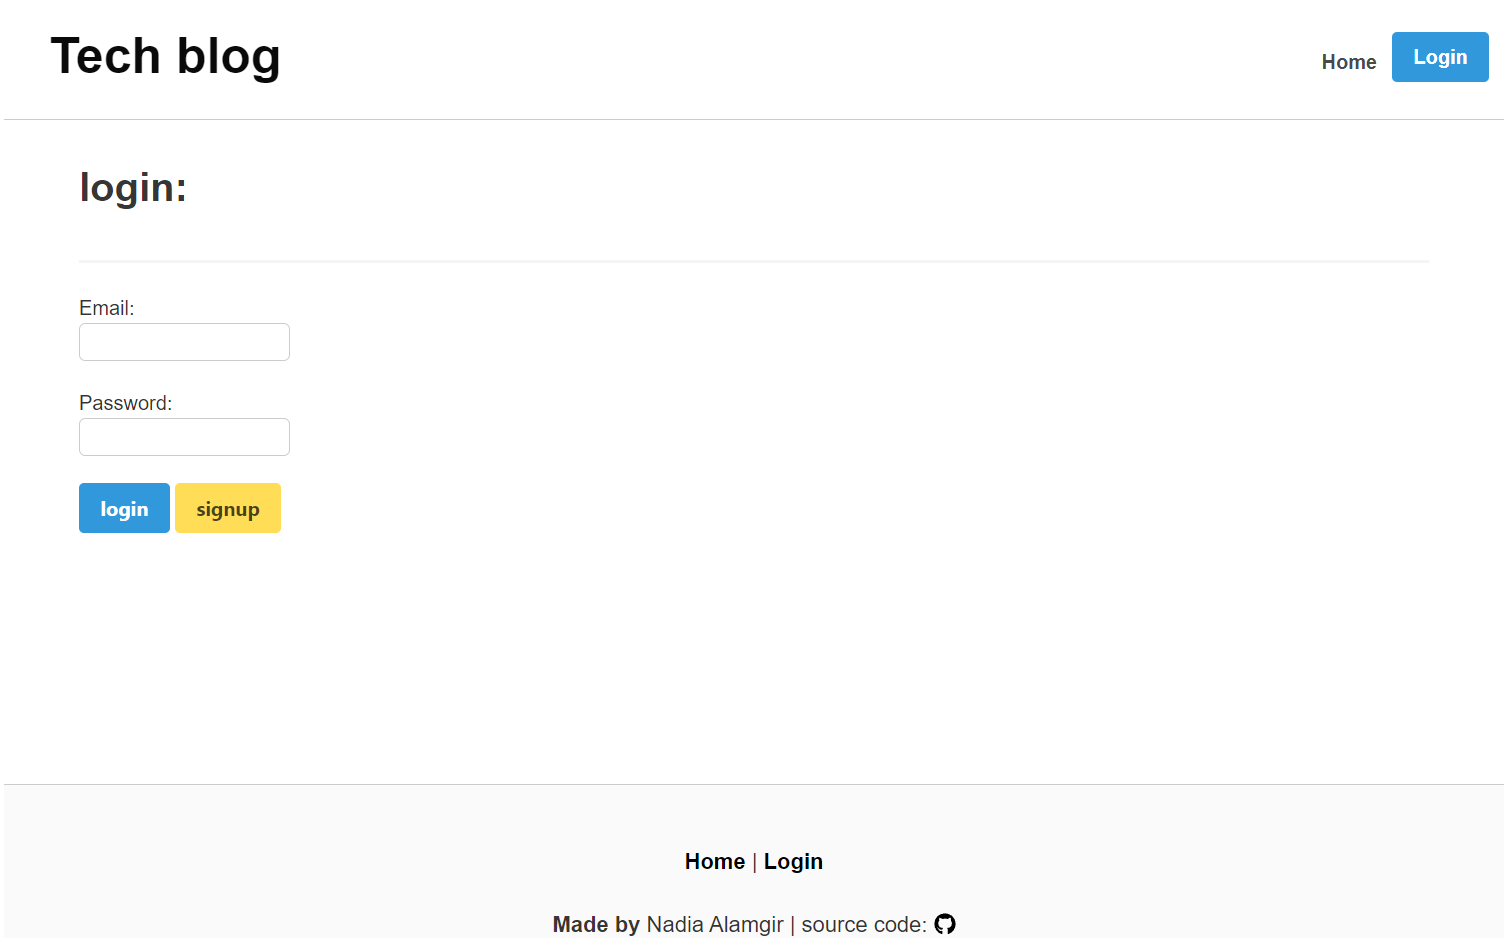 Tech blog
Home Login
login:
Email:
Password:
login signup
Home | Login
Made by Nadia Alamgir | source code: